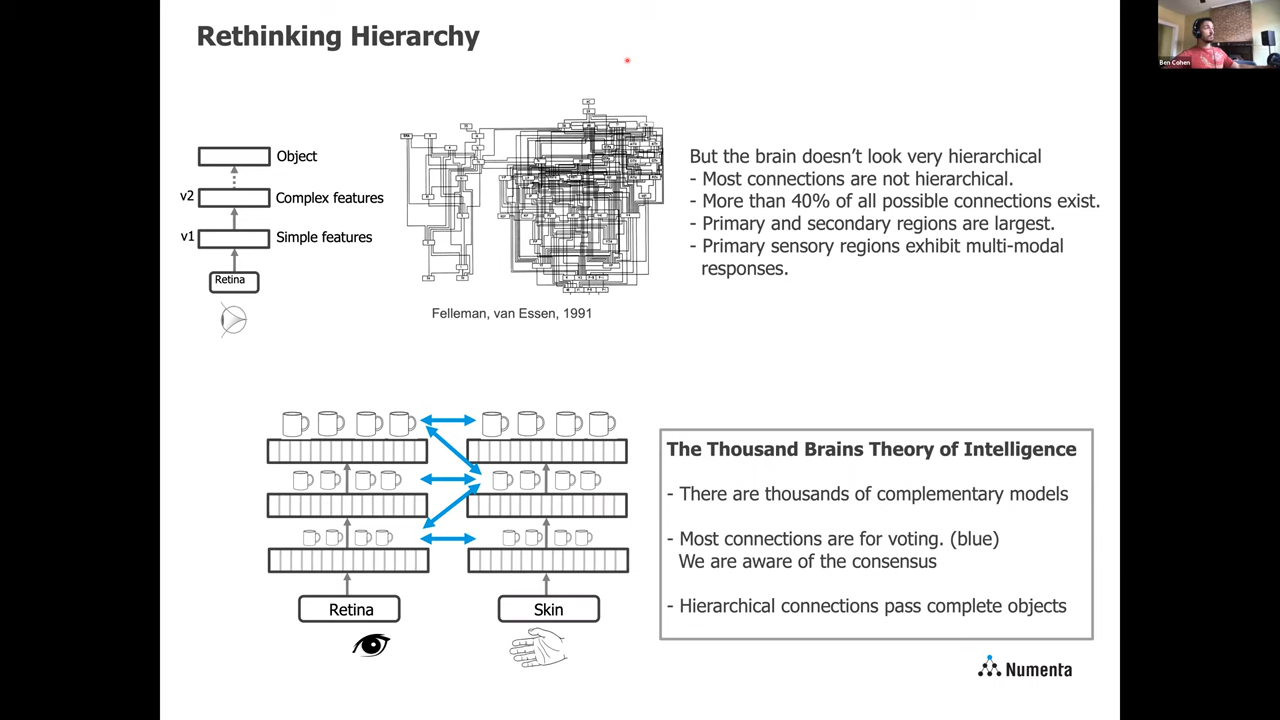 Rethinking Hierarchy
Ben Cohen
Object
v2
Complex features
v1
Simple features
Retina
Felleman, van Essen, 1991
But the brain doesn’t look very hierarchical
- Most connections are not hierarchical.
- More than 40% of all possible connections exist.
- Primary and secondary regions are largest.
- Primary sensory regions exhibit multi-modal
responses.
Retina
Skin
The Thousand Brains Theory of Intelligence
- There are thousands of complementary models
- Most connections are for voting. (blue)
We are aware of the consensus
- Hierarchical connections pass complete objects
Numenta